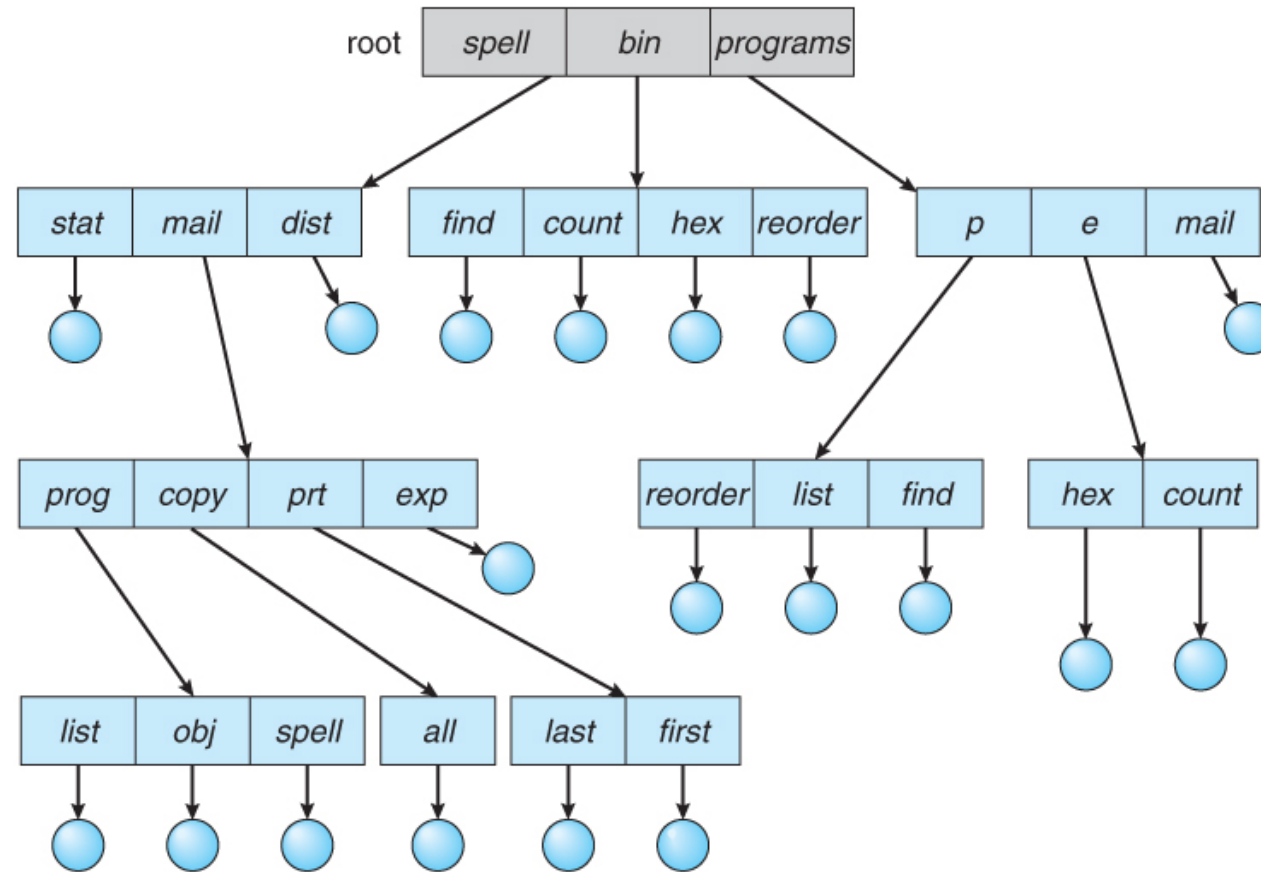 root spell bin programs
stat mail dist find count hex reorder p e mail
prog copy prt exp reorder list find hex count
list obj spell all last first